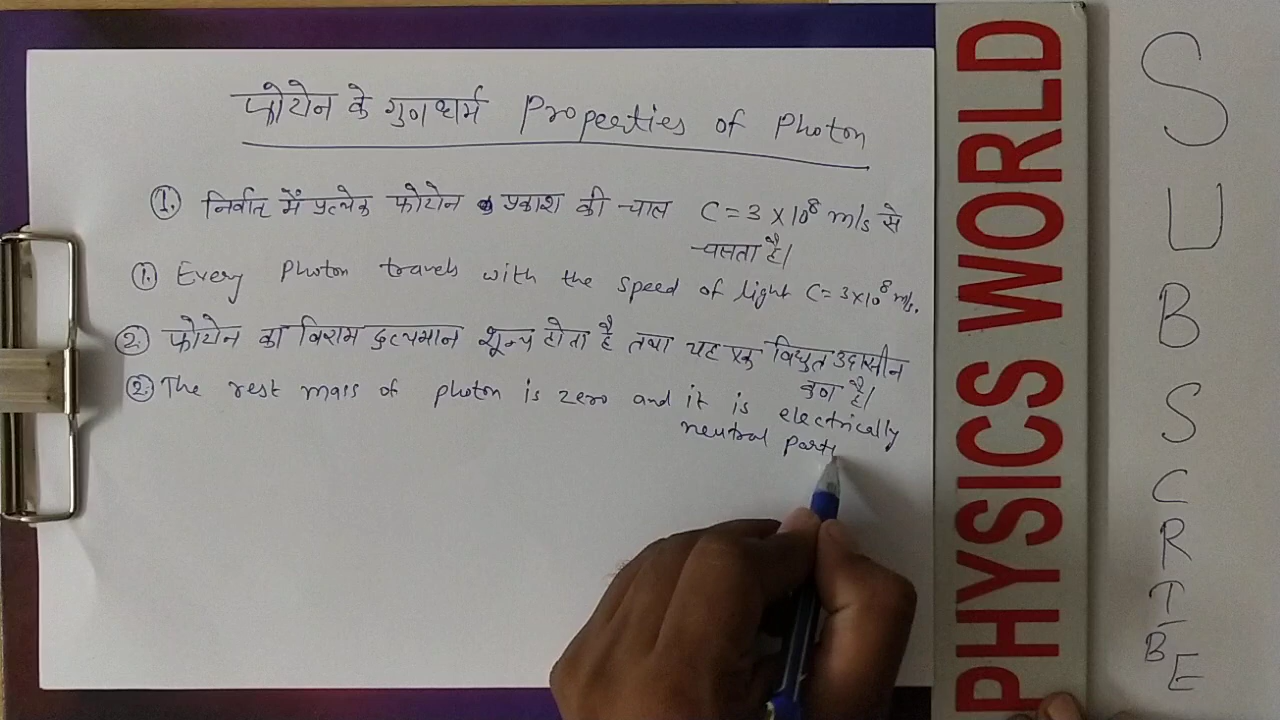 फोटोन के गुणधर्म Properties of Photon
①. निर्वात में प्रत्येक फोटोन प्रकाश की चाल C = 3 × 10⁸ m/s से
चलता है।
①. Every Photon travels with the speed of light C = 3×10⁸ m/s.
②. फोटोन का विराम द्रव्यमान शून्य होता है तथा यह एक विद्युत उदासीन
कण है।
②. The rest mass of photon is zero and it is electrically
neutral parti
PHYSICS WORLD
SUBSCRIBE